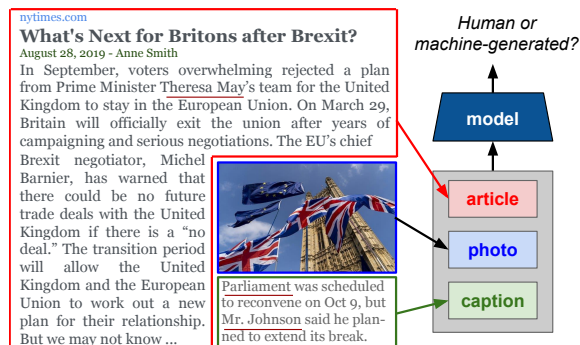 nytimes.com
What's Next for Britons after Brexit?
August 28, 2019 - Anne Smith
In September, voters overwhelming rejected a plan
from Prime Minister Theresa May's team for the United
Kingdom to stay in the European Union. On March 29,
Britain will officially exit the union after years of
campaigning and serious negotiations. The EU's chief
Brexit negotiator, Michel
Barnier, has warned that
there could be no future
trade deals with the United
Kingdom if there is a "no
deal." The transition period
will allow the United
Kingdom and the European
Union to work out a new
plan for their relationship.
But we may not know ...
Parliament was scheduled
to reconvene on Oct 9, but
Mr. Johnson said he plan-
ned to extend its break.
Human or
machine-generated?
model
article
photo
caption